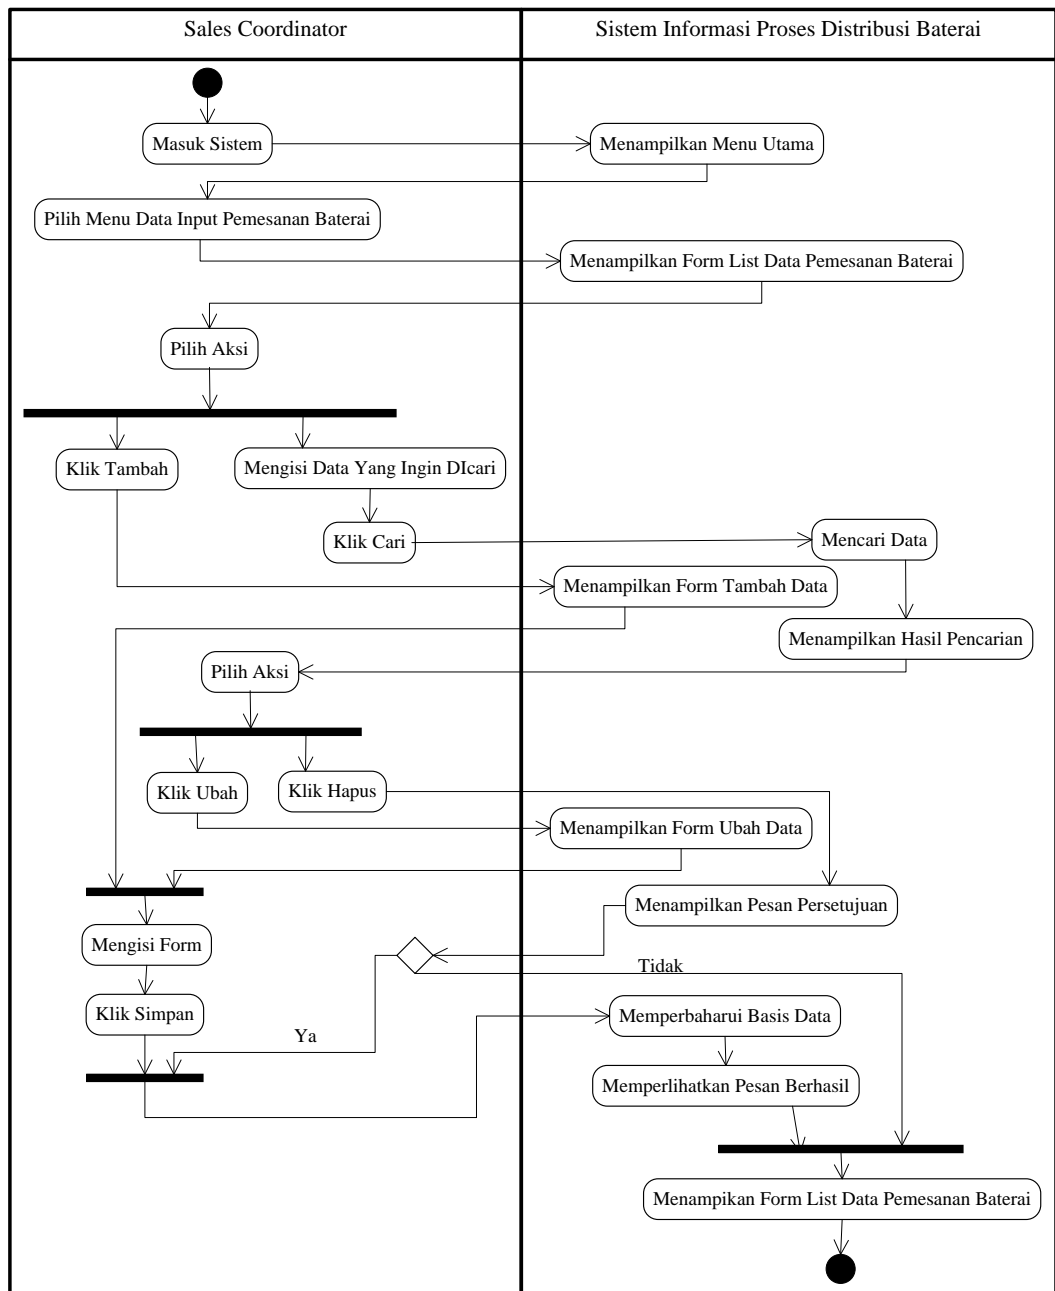 Sales Coordinator
Sistem Informasi Proses Distribusi Baterai
Masuk Sistem
Menampilkan Menu Utama
Pilih Menu Data Input Pemesanan Baterai
Menampilkan Form List Data Pemesanan Baterai
Pilih Aksi
Klik Tambah
Mengisi Data Yang Ingin DIcari
Klik Cari
Mencari Data
Menampilkan Form Tambah Data
Menampilkan Hasil Pencarian
Pilih Aksi
Klik Ubah
Klik Hapus
Menampilkan Form Ubah Data
Menampilkan Pesan Persetujuan
Mengisi Form
Tidak
Klik Simpan
Memperbaharui Basis Data
Ya
Memperlihatkan Pesan Berhasil
Menampikan Form List Data Pemesanan Baterai